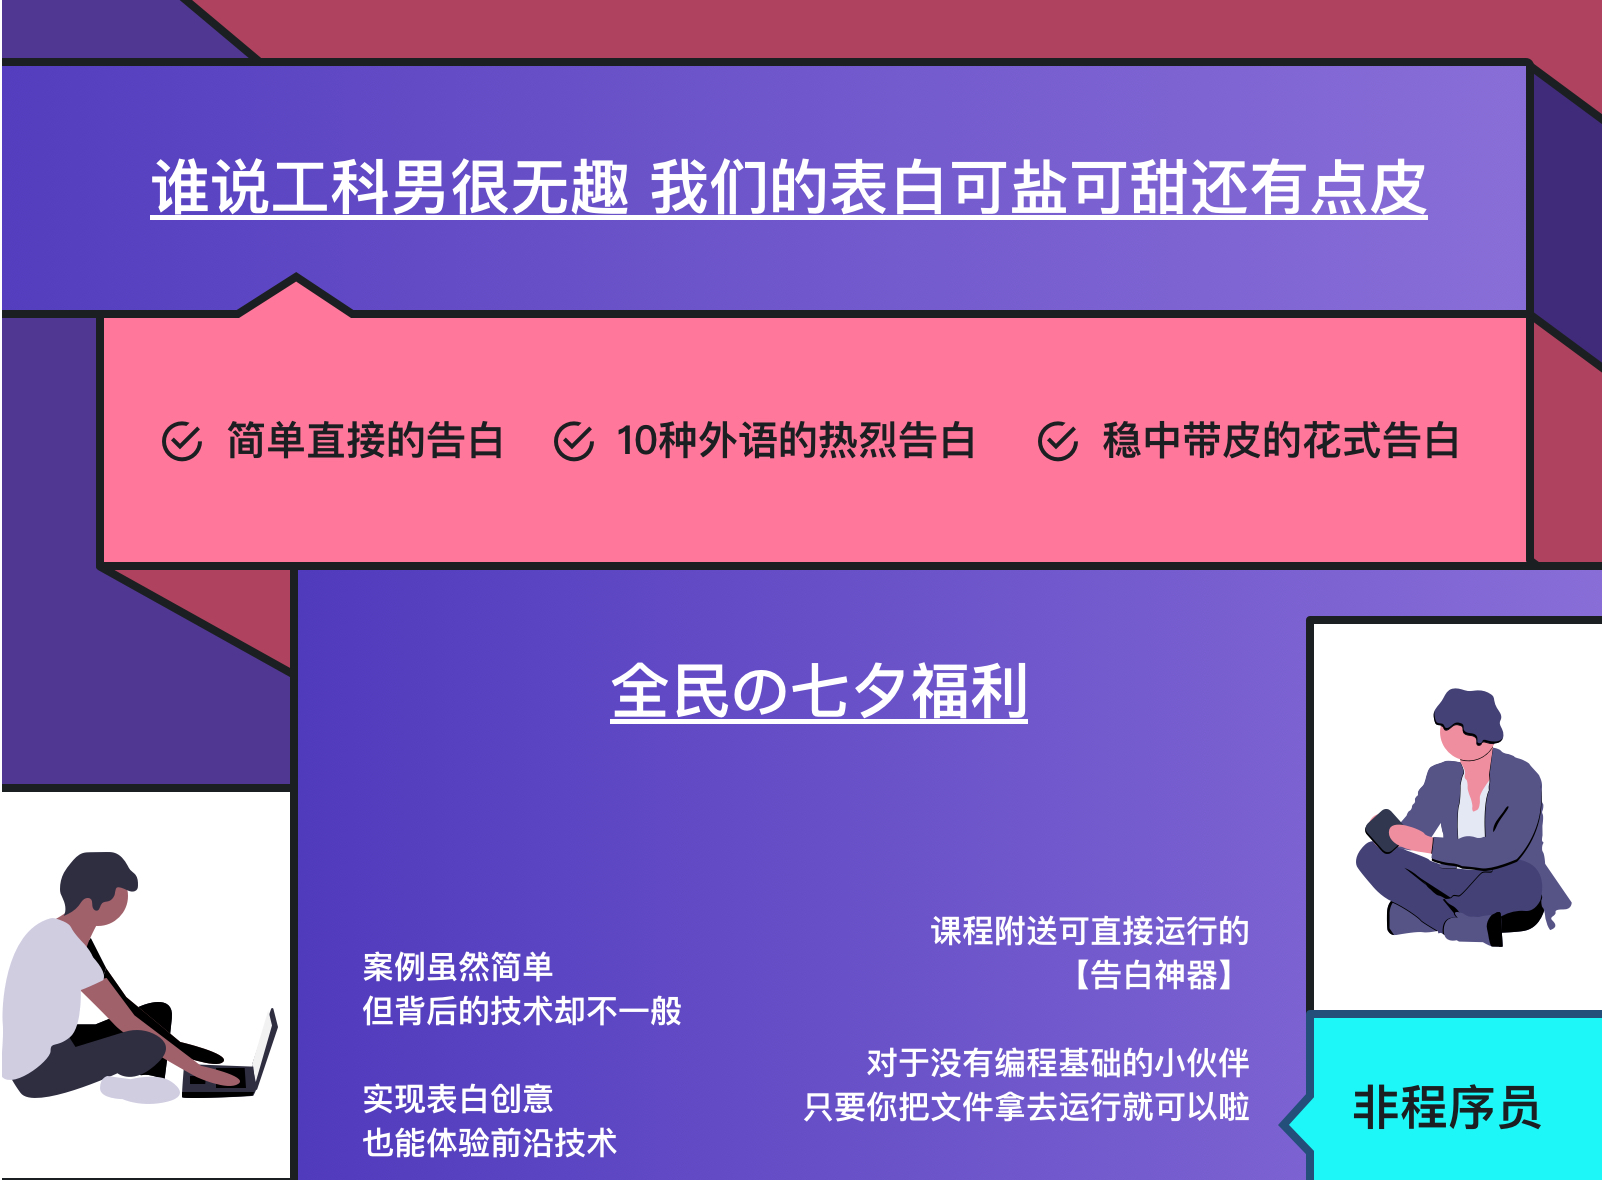 谁说工科男很无趣 我们的表白可盐可甜还有点皮
简单直接的告白
10种外语的热烈告白
稳中带皮的花式告白
全民の七夕福利
案例虽然简单
但背后的技术却不一般
实现表白创意
也能体验前沿技术
课程附送可直接运行的
【告白神器】
对于没有编程基础的小伙伴
只要你把文件拿去运行就可以啦
非程序员